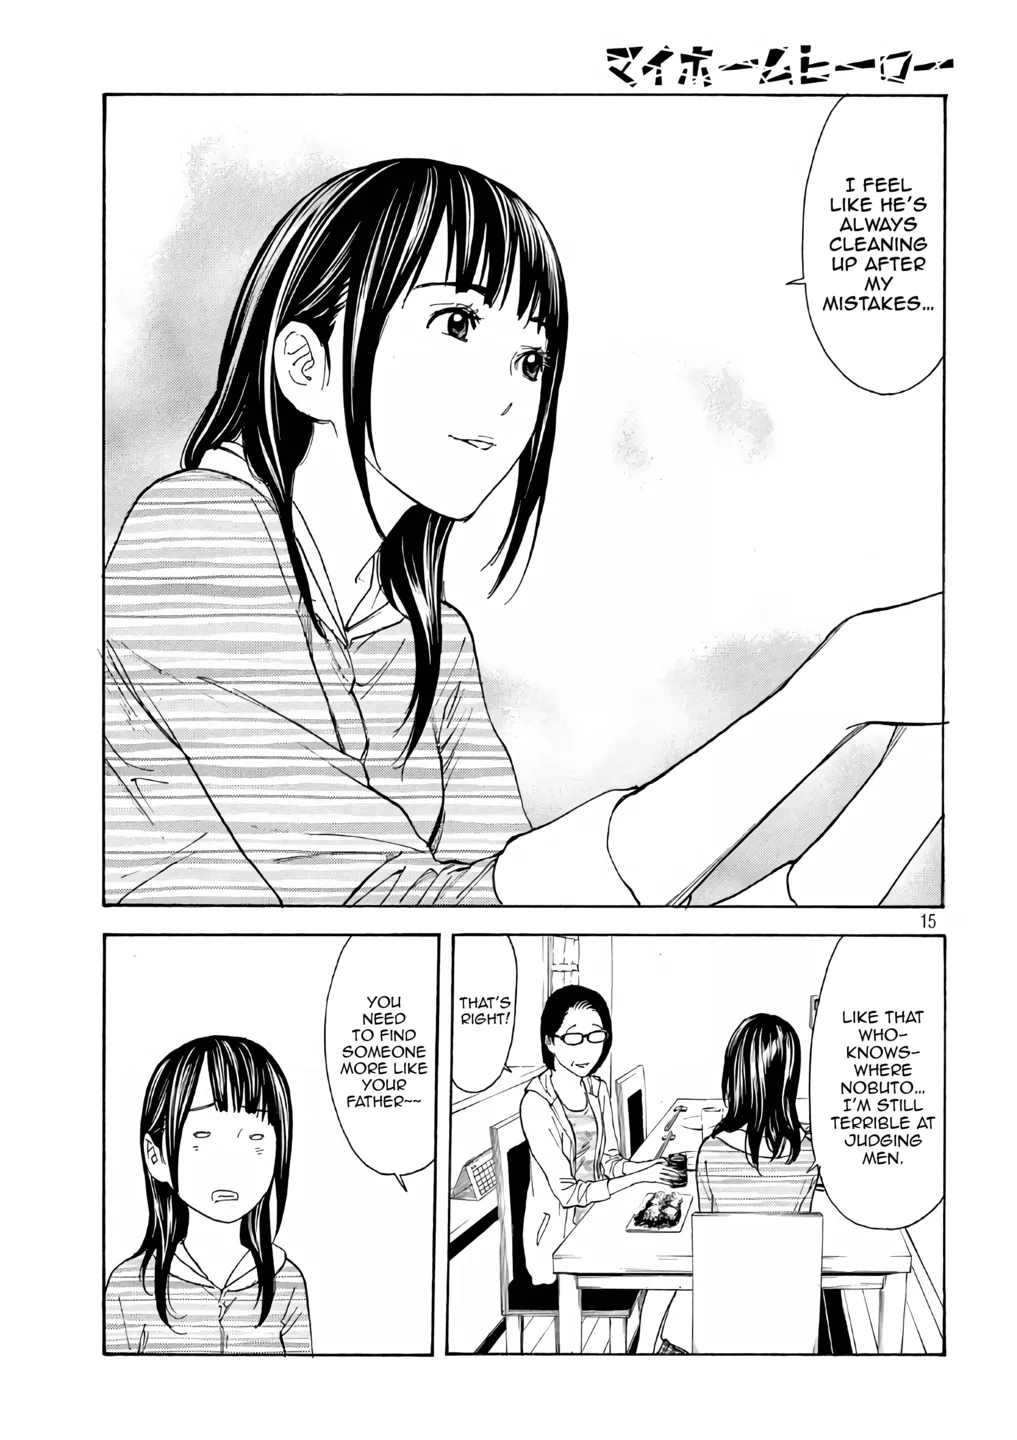 マイホームヒーロー
I FEEL
LIKE HE'S
ALWAYS
CLEANING
UP AFTER
MY
MISTAKES...
15
LIKE THAT
WHO-
KNOWS-
WHERE
NOBUTO...
I'M STILL
TERRIBLE AT
JUDGING
MEN.
THAT'S
RIGHT!
YOU
NEED
TO FIND
SOMEONE
MORE LIKE
YOUR
FATHER~~